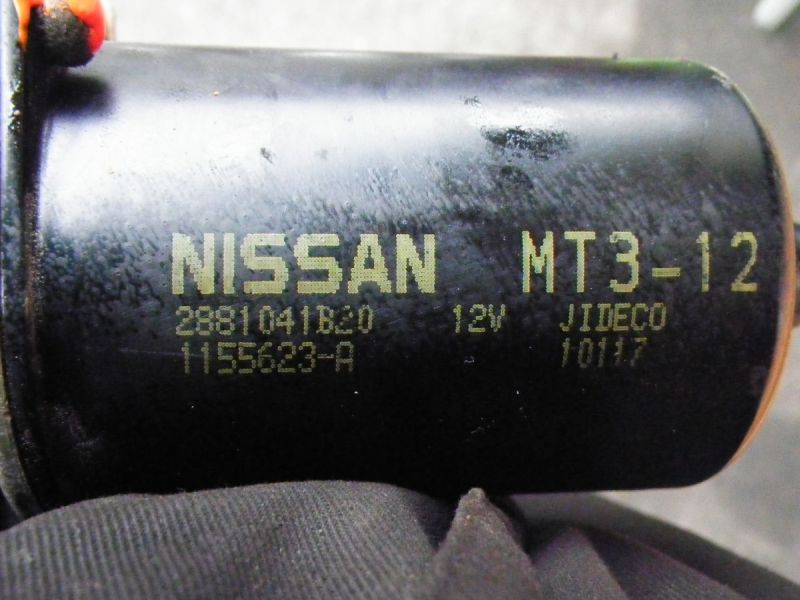 NISSAN MT3-12
2881041B20 12V JIDECO
1155623-A 10117